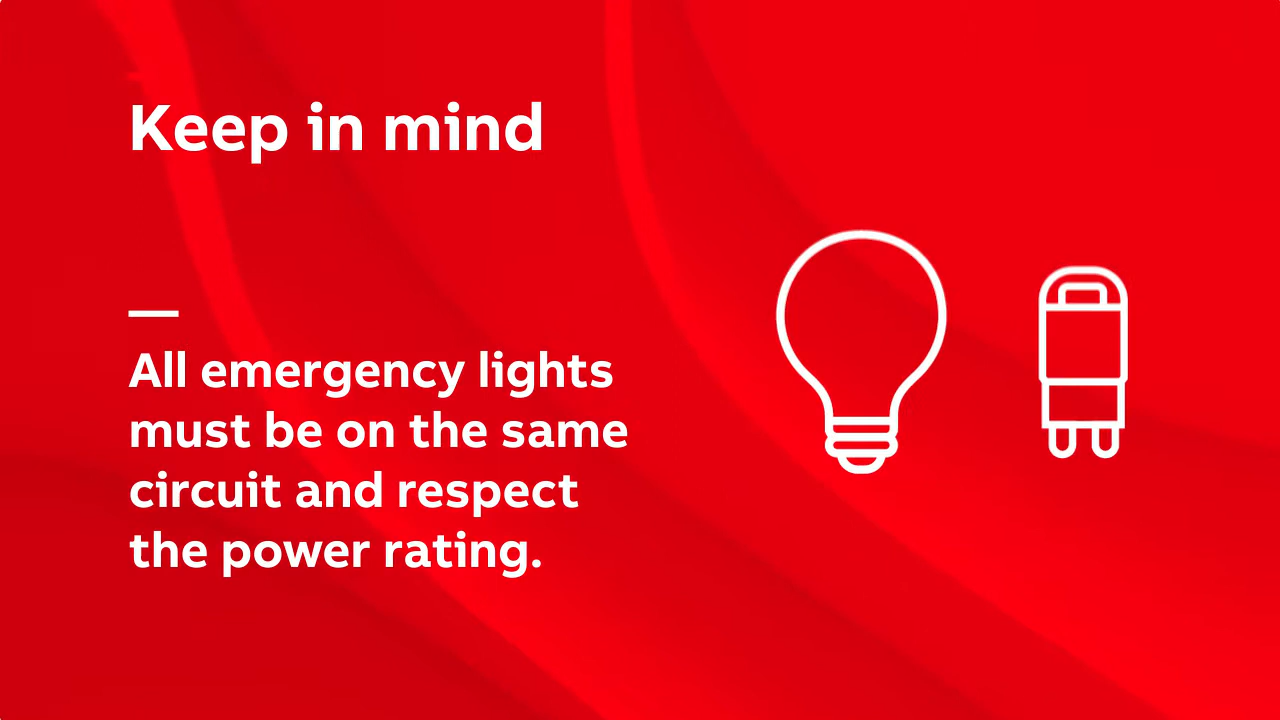 Keep in mind
All emergency lights
must be on the same
circuit and respect
the power rating.